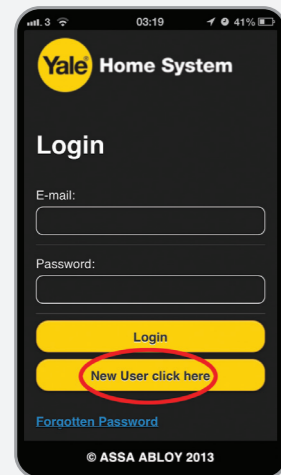 3 03:19 41%
Yale Home System
Login
E-mail:
Password:
Login
New User click here
Forgotten Password
© ASSA ABLOY 2013